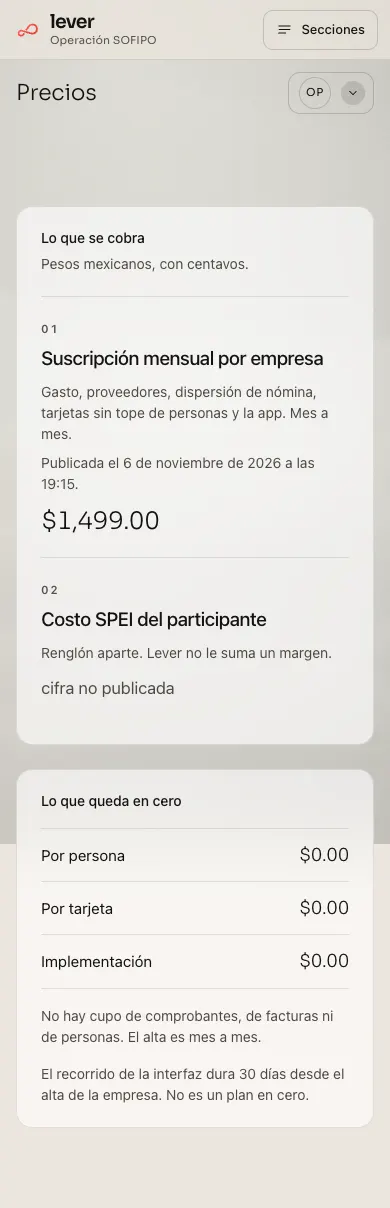 lever
Operación SOFIPO
Secciones
Precios
OP
Lo que se cobra
Pesos mexicanos, con centavos.
01
Suscripción mensual por empresa
Gasto, proveedores, dispersión de nómina,
tarjetas sin tope de personas y la app. Mes a
mes.
Publicada el 6 de noviembre de 2026 a las
19:15.
$1,499.00
02
Costo SPEI del participante
Renglón aparte. Lever no le suma un margen.
cifra no publicada
Lo que queda en cero
Por persona $0.00
Por tarjeta $0.00
Implementación $0.00
No hay cupo de comprobantes, de facturas ni
de personas. El alta es mes a mes.
El recorrido de la interfaz dura 30 días desde el
alta de la empresa. No es un plan en cero.